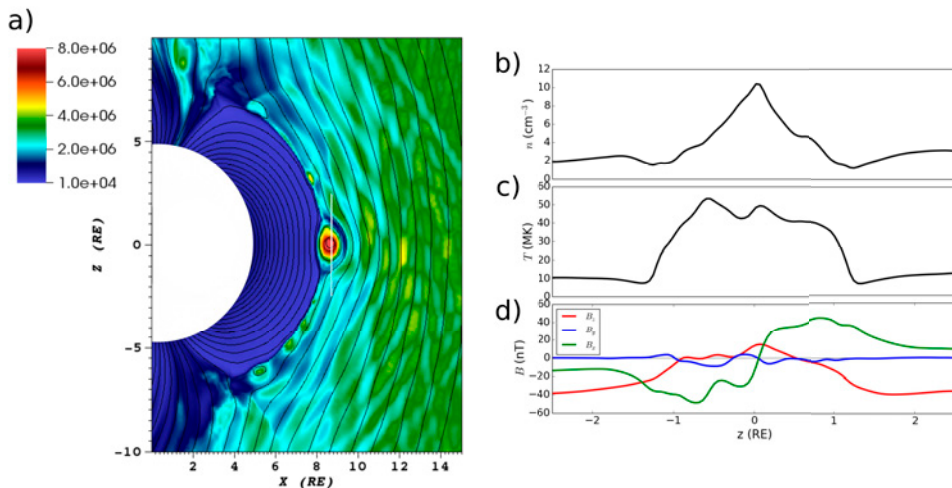 a)
8.0e+06
6.0e+06
4.0e+06
2.0e+06
1.0e+04
5
0
-5
-10
Z (RE)
2 4 6 8 10 12 14
X (RE)
b)
12
10
8
6
4
2
0
n (cm⁻³)
c)
60
50
40
30
20
10
0
T (MK)
d)
60
40
20
0
−20
−40
−60
B (nT)
−2 −1 0 1 2
z (RE)